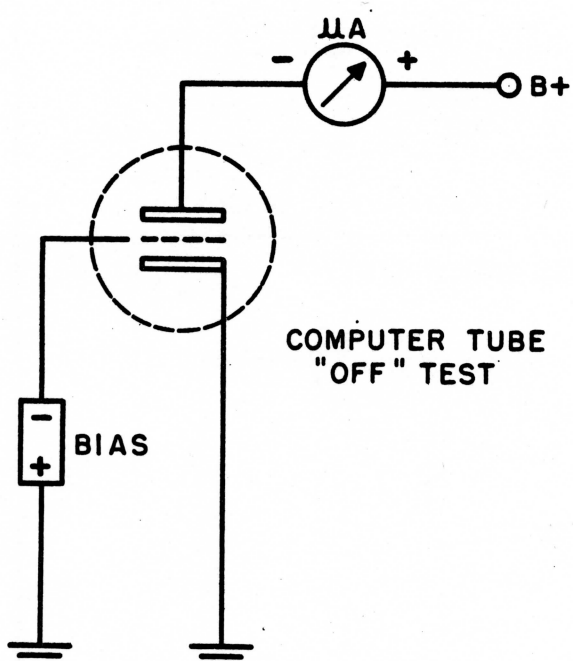 μA
- +
B+
- 
BIAS
+
COMPUTER TUBE
"OFF" TEST